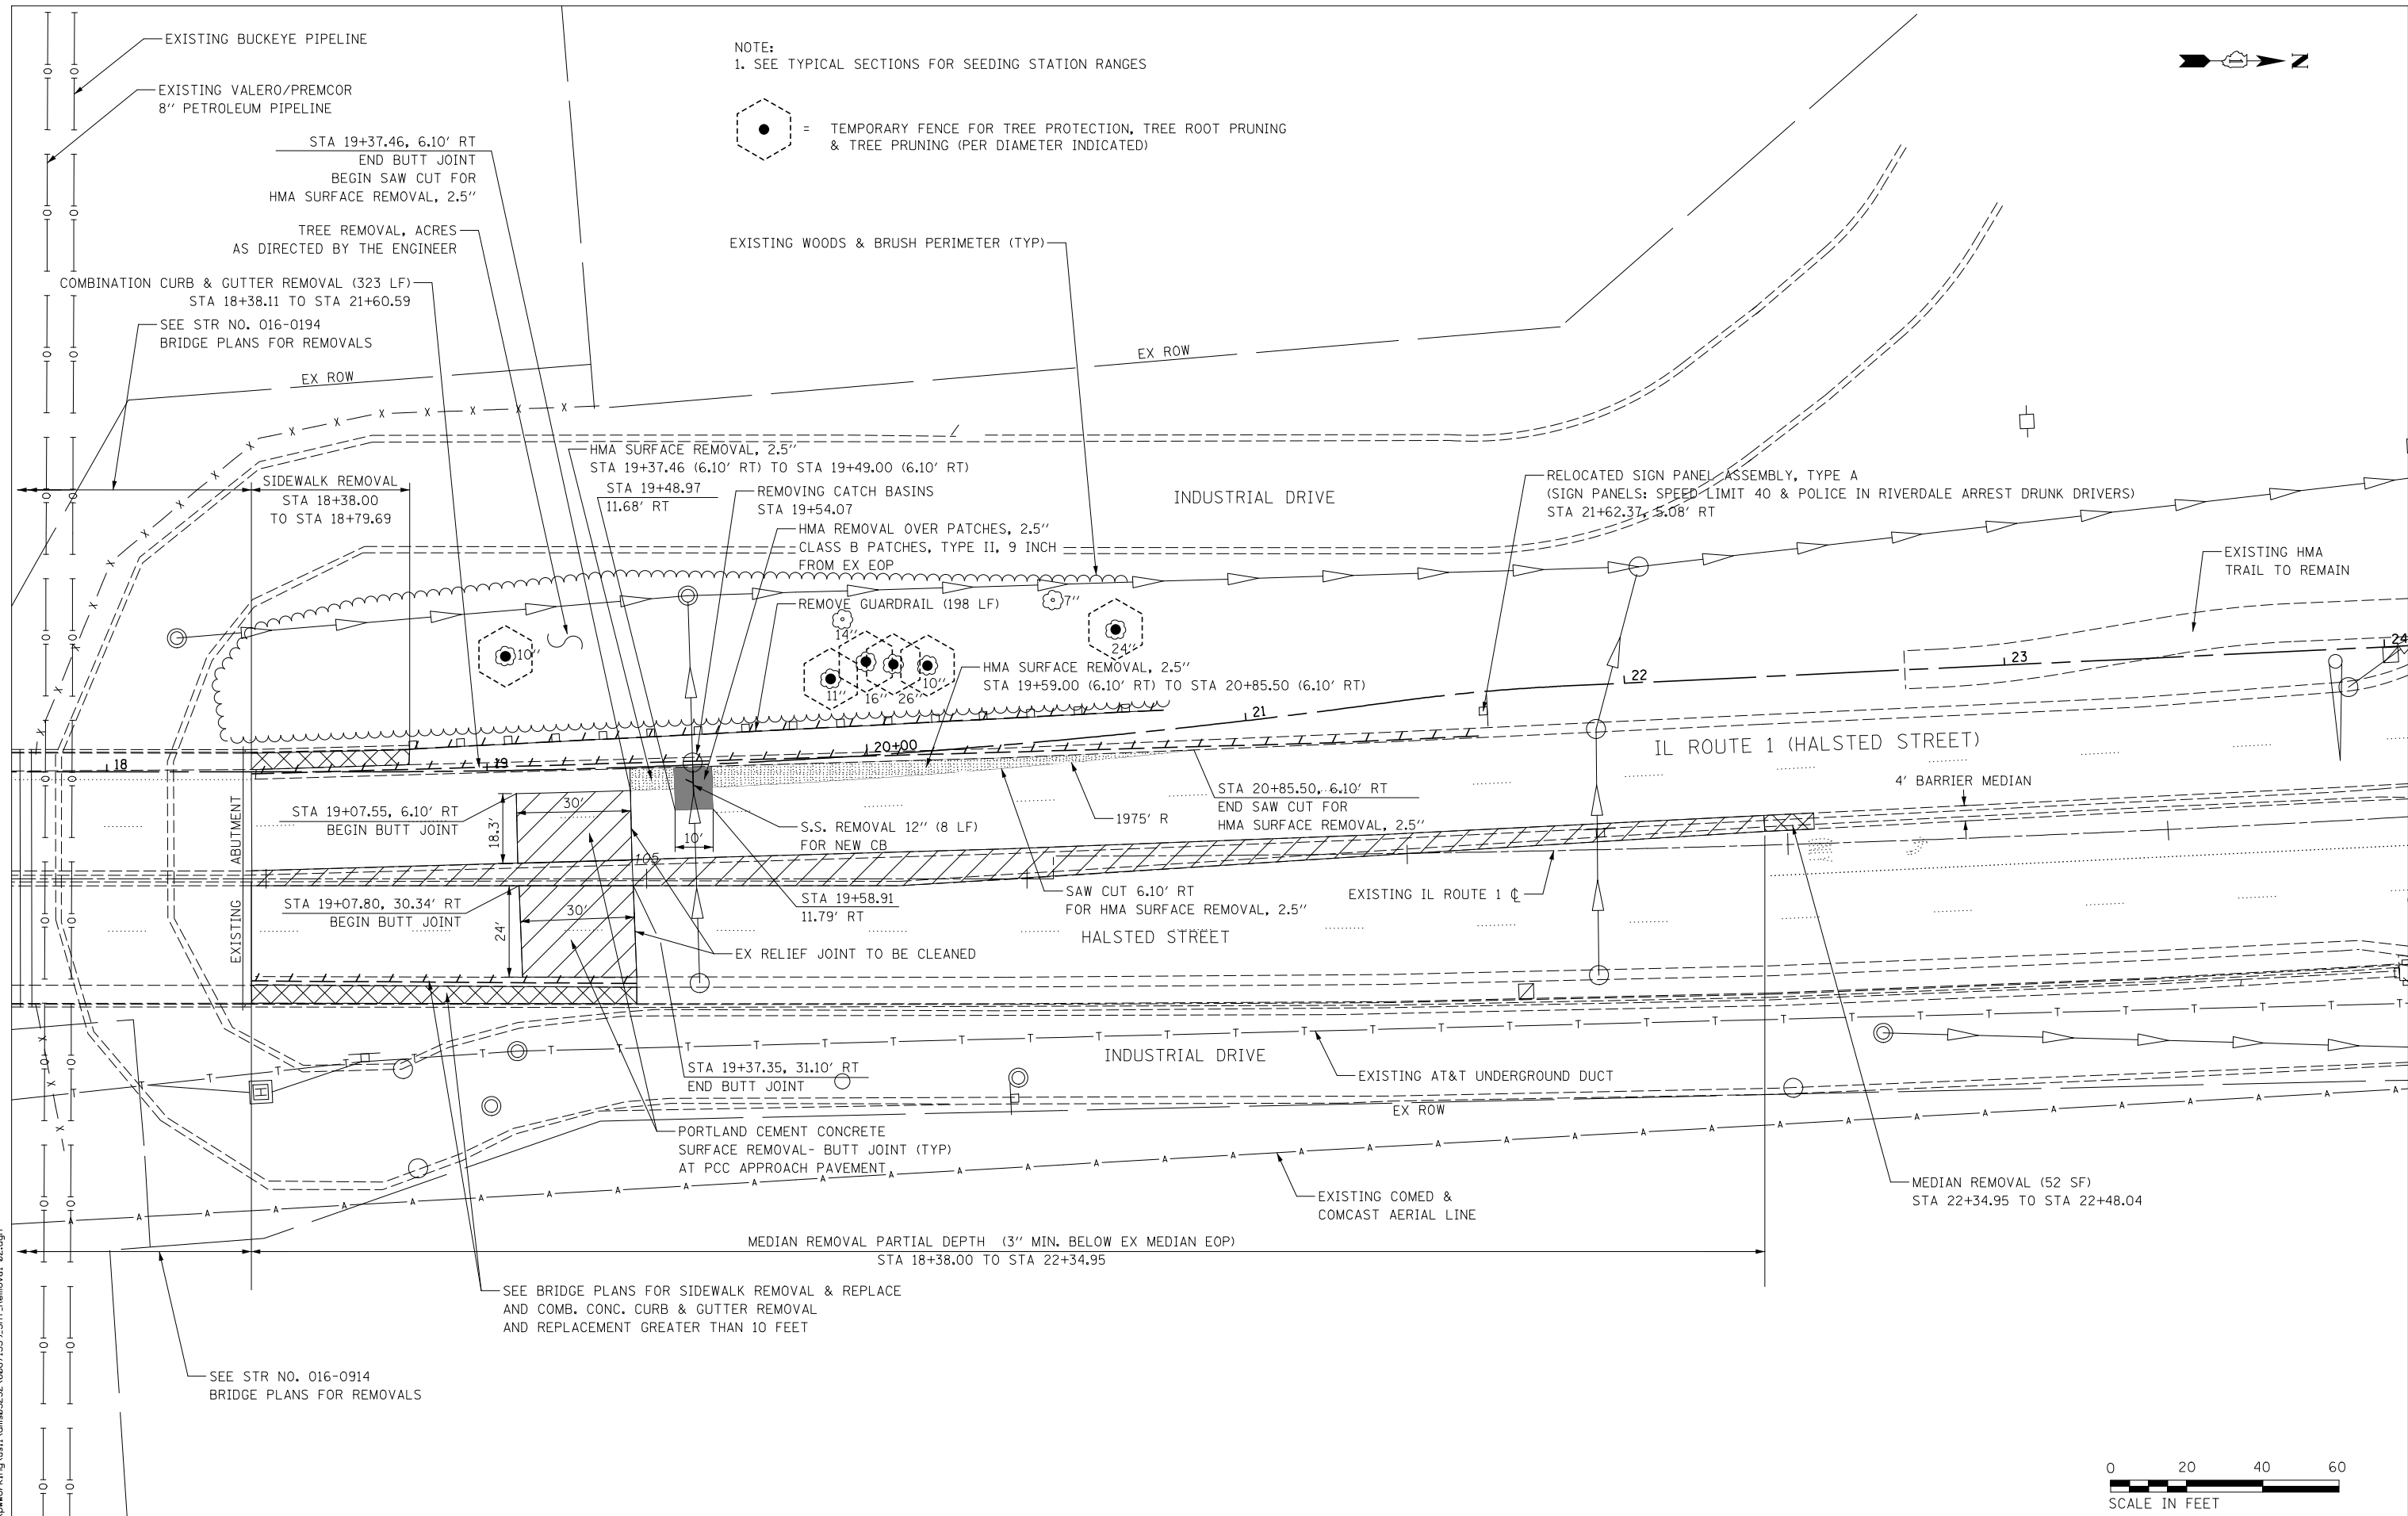 EXISTING BUCKEYE PIPELINE
EXISTING VALERO/PREMCOR
8'' PETROLEUM PIPELINE
NOTE:
1. SEE TYPICAL SECTIONS FOR SEEDING STATION RANGES
= TEMPORARY FENCE FOR TREE PROTECTION, TREE ROOT PRUNING
& TREE PRUNING (PER DIAMETER INDICATED)
N
STA 19+37.46, 6.10' RT
END BUTT JOINT
BEGIN SAW CUT FOR
HMA SURFACE REMOVAL, 2.5''
TREE REMOVAL, ACRES
AS DIRECTED BY THE ENGINEER
EXISTING WOODS & BRUSH PERIMETER (TYP)
COMBINATION CURB & GUTTER REMOVAL (323 LF)
STA 18+38.11 TO STA 21+60.59
SEE STR NO. 016-0194
BRIDGE PLANS FOR REMOVALS
EX ROW
EX ROW
SIDEWALK REMOVAL
STA 18+38.00
TO STA 18+79.69
HMA SURFACE REMOVAL, 2.5''
STA 19+37.46 (6.10' RT) TO STA 19+49.00 (6.10' RT)
STA 19+48.97
11.68' RT
REMOVING CATCH BASINS
STA 19+54.07
HMA REMOVAL OVER PATCHES, 2.5''
CLASS B PATCHES, TYPE II, 9 INCH
FROM EX EOP
INDUSTRIAL DRIVE
RELOCATED SIGN PANEL ASSEMBLY, TYPE A
(SIGN PANELS: SPEED LIMIT 40 & POLICE IN RIVERDALE ARREST DRUNK DRIVERS)
STA 21+62.37, 5.08' RT
EXISTING HMA
TRAIL TO REMAIN
REMOVE GUARDRAIL (198 LF)
7''
14''
10''
24''
11''
16''
26''
10''
HMA SURFACE REMOVAL, 2.5''
STA 19+59.00 (6.10' RT) TO STA 20+85.50 (6.10' RT)
18
19
20+00
21
22
23
24
IL ROUTE 1 (HALSTED STREET)
4' BARRIER MEDIAN
EXISTING ABUTMENT
STA 19+07.55, 6.10' RT
BEGIN BUTT JOINT
30'
18.3'
10'
105
S.S. REMOVAL 12'' (8 LF)
FOR NEW CB
1975' R
STA 20+85.50, 6.10' RT
END SAW CUT FOR
HMA SURFACE REMOVAL, 2.5''
STA 19+07.80, 30.34' RT
BEGIN BUTT JOINT
30'
24'
STA 19+58.91
11.79' RT
SAW CUT 6.10' RT
FOR HMA SURFACE REMOVAL, 2.5''
EXISTING IL ROUTE 1 ℄
HALSTED STREET
EX RELIEF JOINT TO BE CLEANED
INDUSTRIAL DRIVE
STA 19+37.35, 31.10' RT
END BUTT JOINT
EXISTING AT&T UNDERGROUND DUCT
EX ROW
PORTLAND CEMENT CONCRETE
SURFACE REMOVAL- BUTT JOINT (TYP)
AT PCC APPROACH PAVEMENT
EXISTING COMED &
COMCAST AERIAL LINE
MEDIAN REMOVAL (52 SF)
STA 22+34.95 TO STA 22+48.04
MEDIAN REMOVAL PARTIAL DEPTH (3'' MIN. BELOW EX MEDIAN EOP)
STA 18+38.00 TO STA 22+34.95
SEE BRIDGE PLANS FOR SIDEWALK REMOVAL & REPLACE
AND COMB. CONC. CURB & GUTTER REMOVAL
AND REPLACEMENT GREATER THAN 10 FEET
SEE STR NO. 016-0914
BRIDGE PLANS FOR REMOVALS
0 20 40 60
SCALE IN FEET